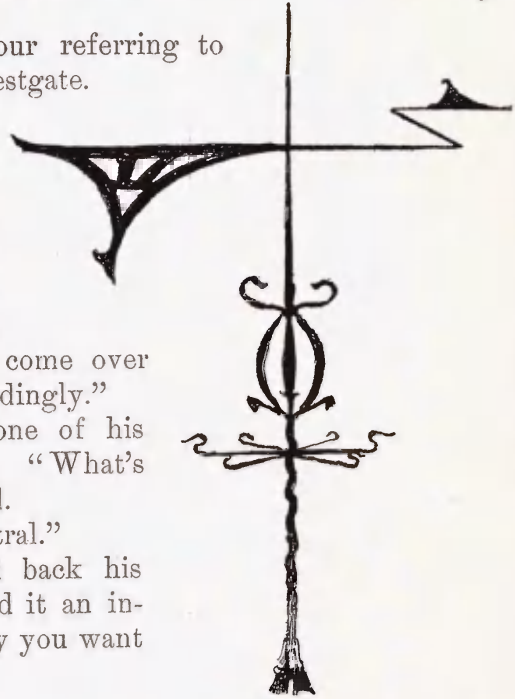 our referring to
estgate.
come over
dingly.”
one of his
“What’s
l.
tral.”
back his
d it an in-
y you want